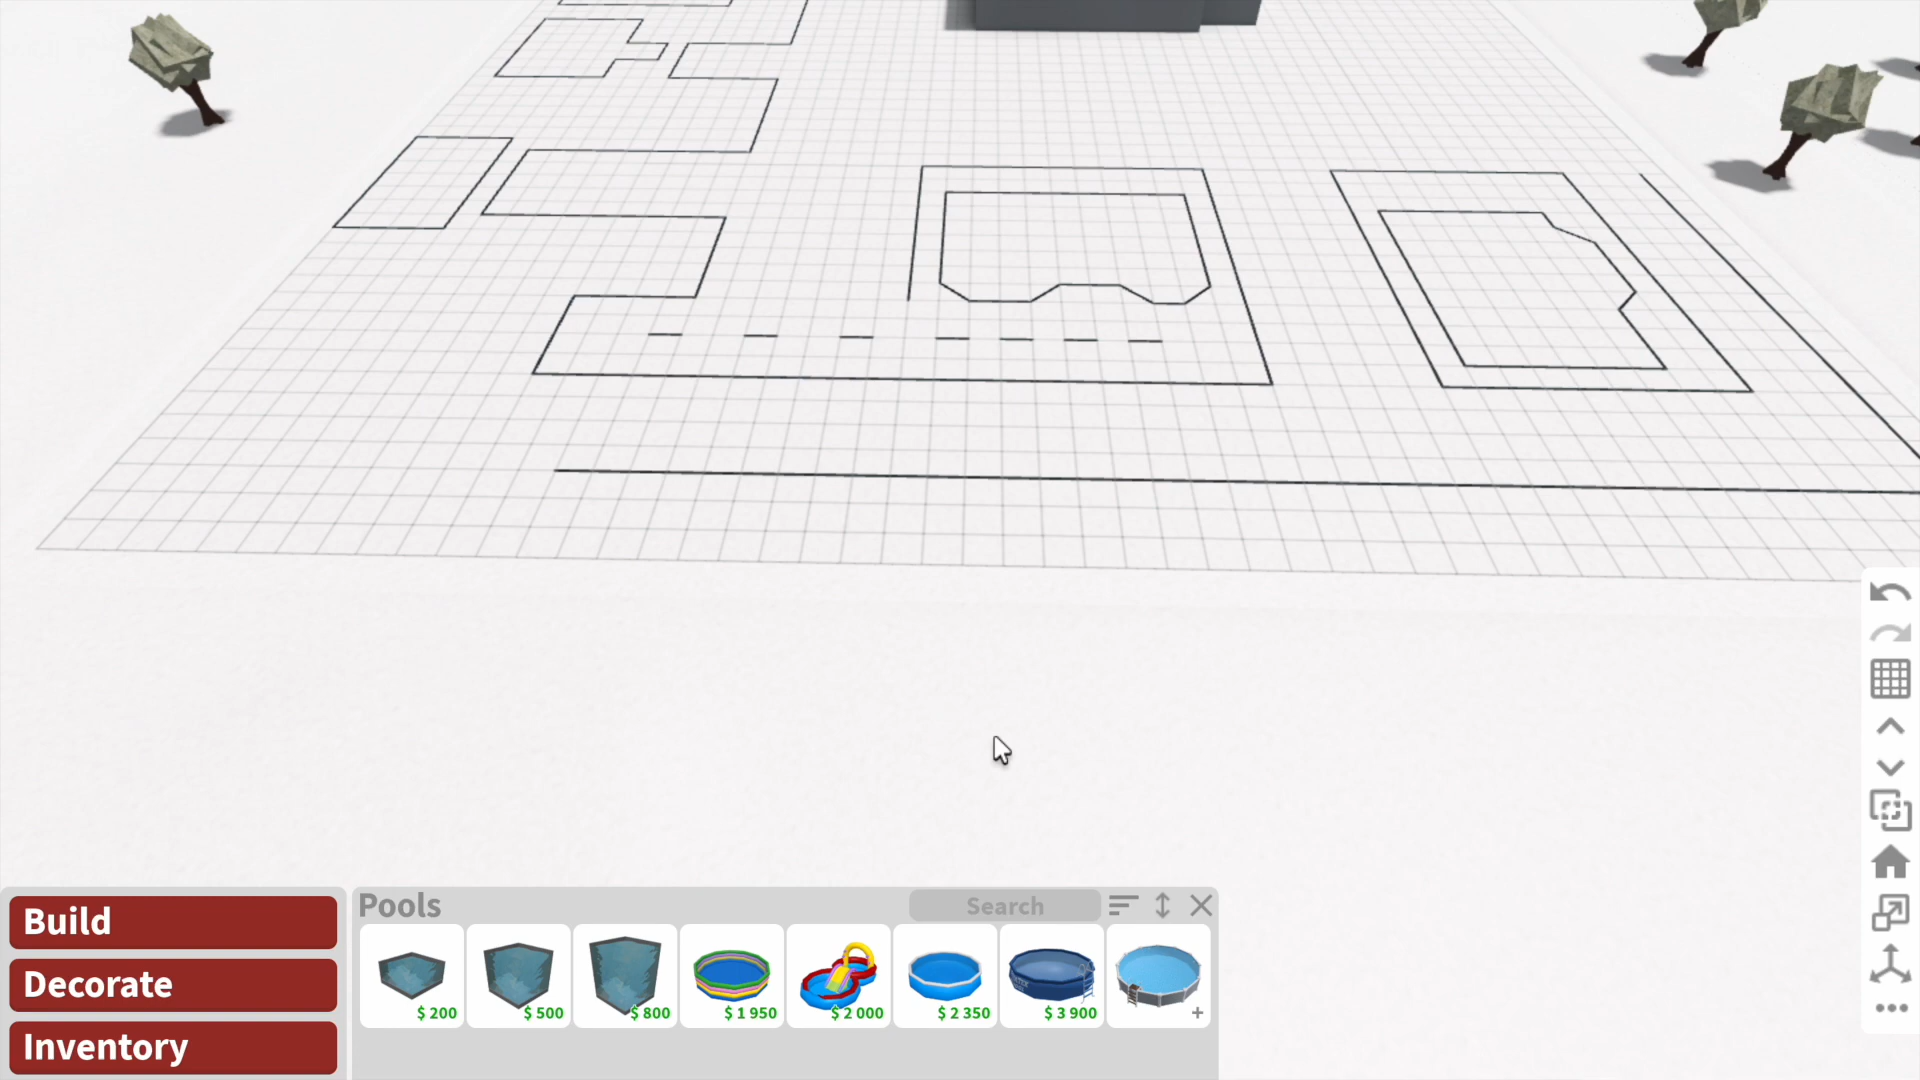 Build
Decorate
Inventory
Pools
Search
$ 200
$ 500
$ 800
$ 1 950
$ 2 000
$ 2 350
$ 3 900
+